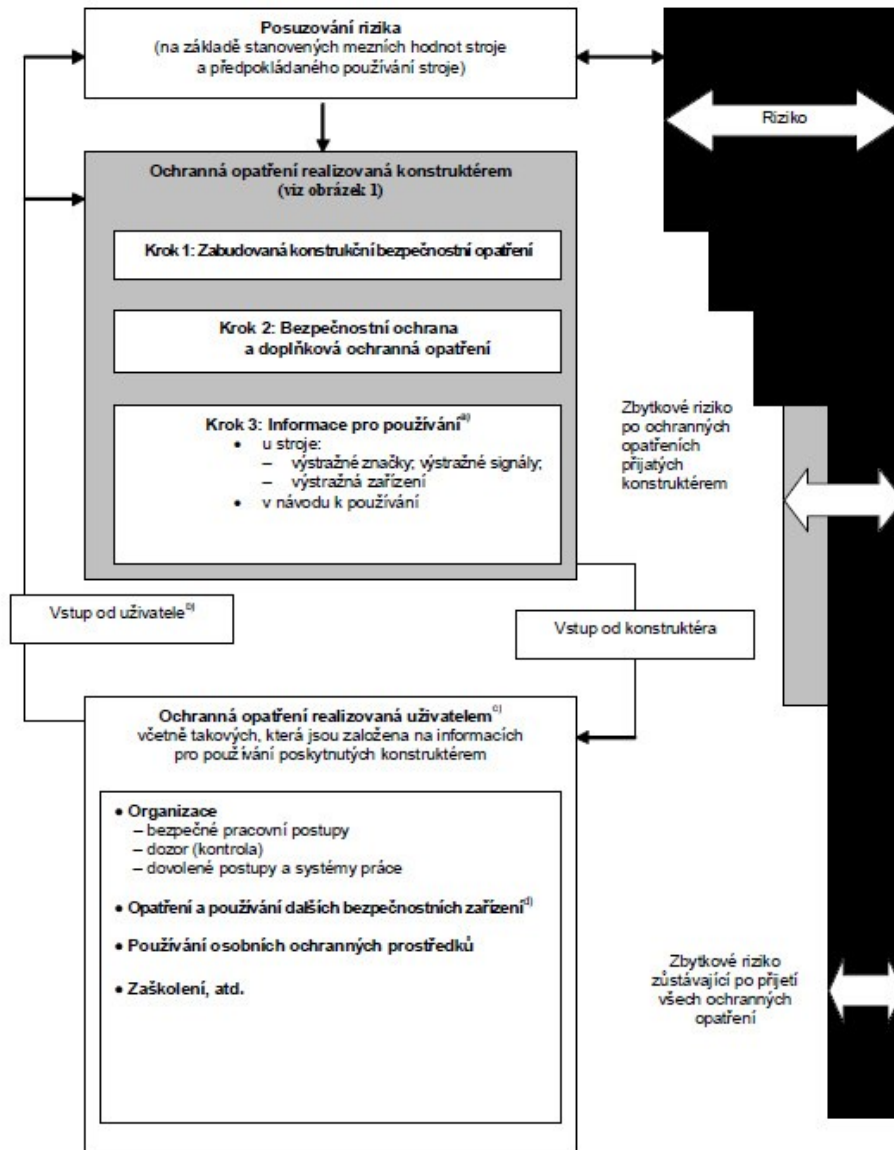 Posuzování rizika
(na základě stanovených mezních hodnot stroje
a předpokládaného používání stroje)
Riziko
Ochranná opatření realizovaná konstruktérem
(viz obrázek 1)
Krok 1: Zabudovaná konstrukční bezpečnostní opatření
Krok 2: Bezpečnostní ochrana
a doplňková ochranná opatření
Krok 3: Informace pro používání a)
• u stroje:
– výstražné značky; výstražné signály;
– výstražná zařízení
• v návodu k používání
Zbytkové riziko
po ochranných
opatřeních
přijatých
konstruktérem
Vstup od uživatele b)
Vstup od konstruktéra
Ochranná opatření realizovaná uživatelem c)
včetně takových, která jsou založena na informacích
pro používání poskytnutých konstruktérem
• Organizace
– bezpečné pracovní postupy
– dozor (kontrola)
– dovolené postupy a systémy práce
• Opatření a používání dalších bezpečnostních zařízení d)
• Používání osobních ochranných prostředků
• Zaškolení, atd.
Zbytkové riziko
zůstávající po přijetí
všech ochranných
opatření